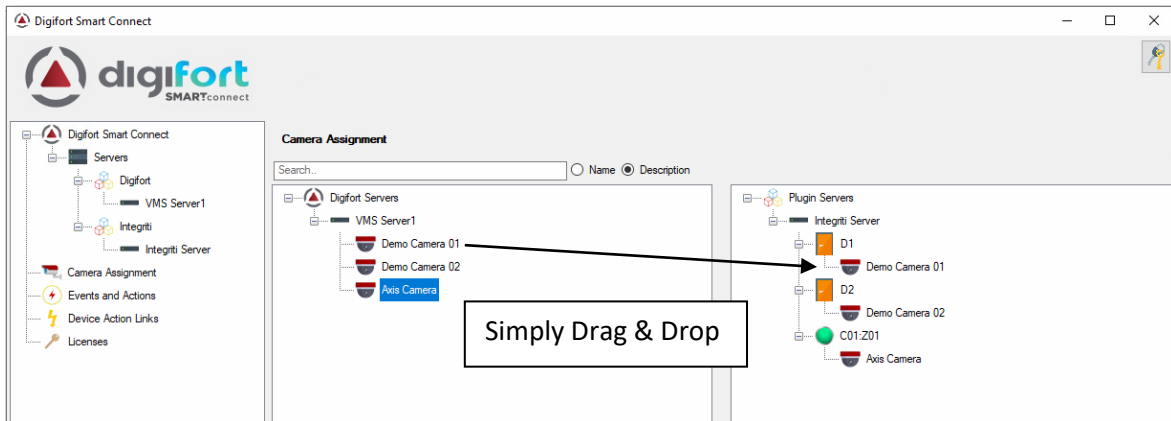 Digifort Smart Connect
digifort
SMARTconnect
Digifort Smart Connect
Servers
Digifort
VMS Server1
Integriti
Integriti Server
Camera Assignment
Events and Actions
Device Action Links
Licenses
Camera Assignment
Search..
Name
Description
Digifort Servers
VMS Server1
Demo Camera 01
Demo Camera 02
Axis Camera
Simply Drag & Drop
Plugin Servers
Integriti Server
D1
Demo Camera 01
D2
Demo Camera 02
C01:Z01
Axis Camera